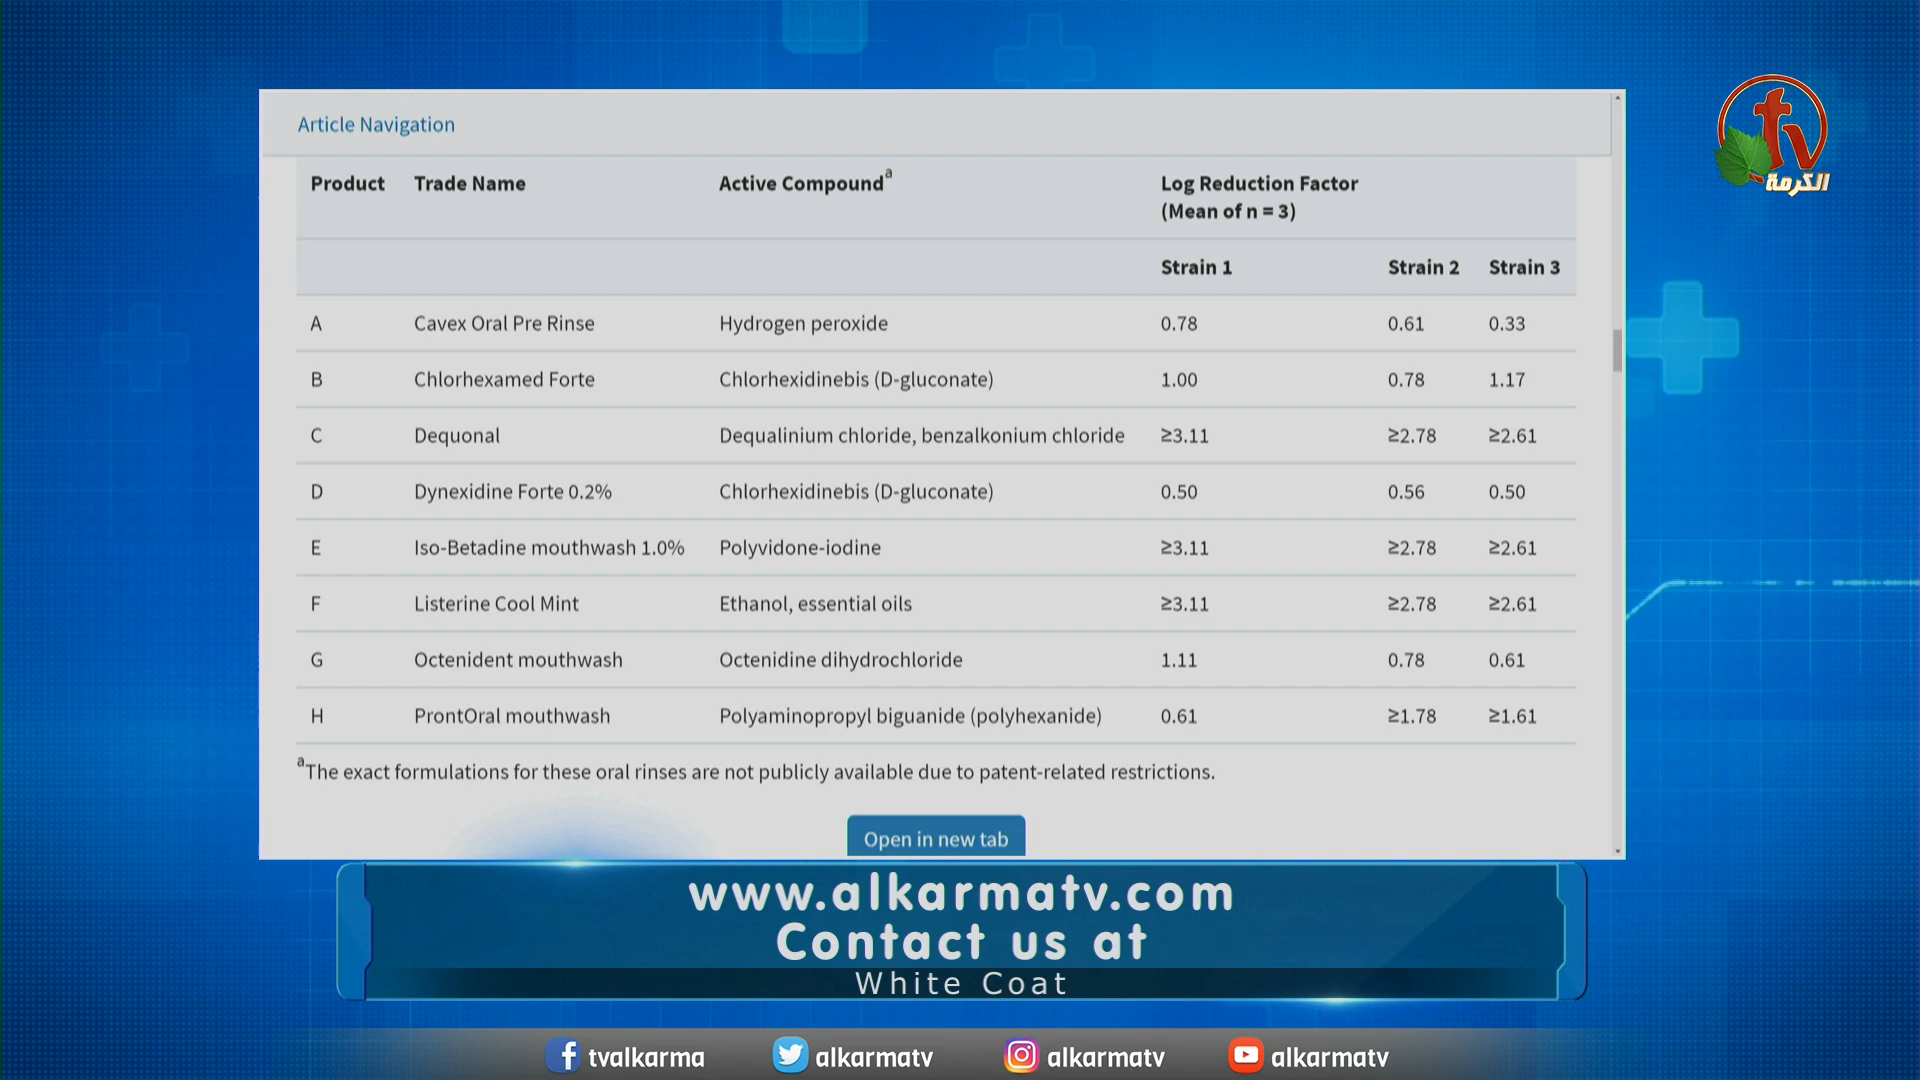 Article Navigation
Product Trade Name Active Compoundª Log Reduction Factor
(Mean of n = 3)
Strain 1 Strain 2 Strain 3
A Cavex Oral Pre Rinse Hydrogen peroxide 0.78 0.61 0.33
B Chlorhexamed Forte Chlorhexidinebis (D-gluconate) 1.00 0.78 1.17
C Dequonal Dequalinium chloride, benzalkonium chloride ≥3.11 ≥2.78 ≥2.61
D Dynexidine Forte 0.2% Chlorhexidinebis (D-gluconate) 0.50 0.56 0.50
E Iso-Betadine mouthwash 1.0% Polyvidone-iodine ≥3.11 ≥2.78 ≥2.61
F Listerine Cool Mint Ethanol, essential oils ≥3.11 ≥2.78 ≥2.61
G Octenident mouthwash Octenidine dihydrochloride 1.11 0.78 0.61
H ProntOral mouthwash Polyaminopropyl biguanide (polyhexanide) 0.61 ≥1.78 ≥1.61
ªThe exact formulations for these oral rinses are not publicly available due to patent-related restrictions.
Open in new tab
tv
الكرمة
www.alkarmatv.com
Contact us at
White Coat
tvalkarma alkarmatv alkarmatv alkarmatv